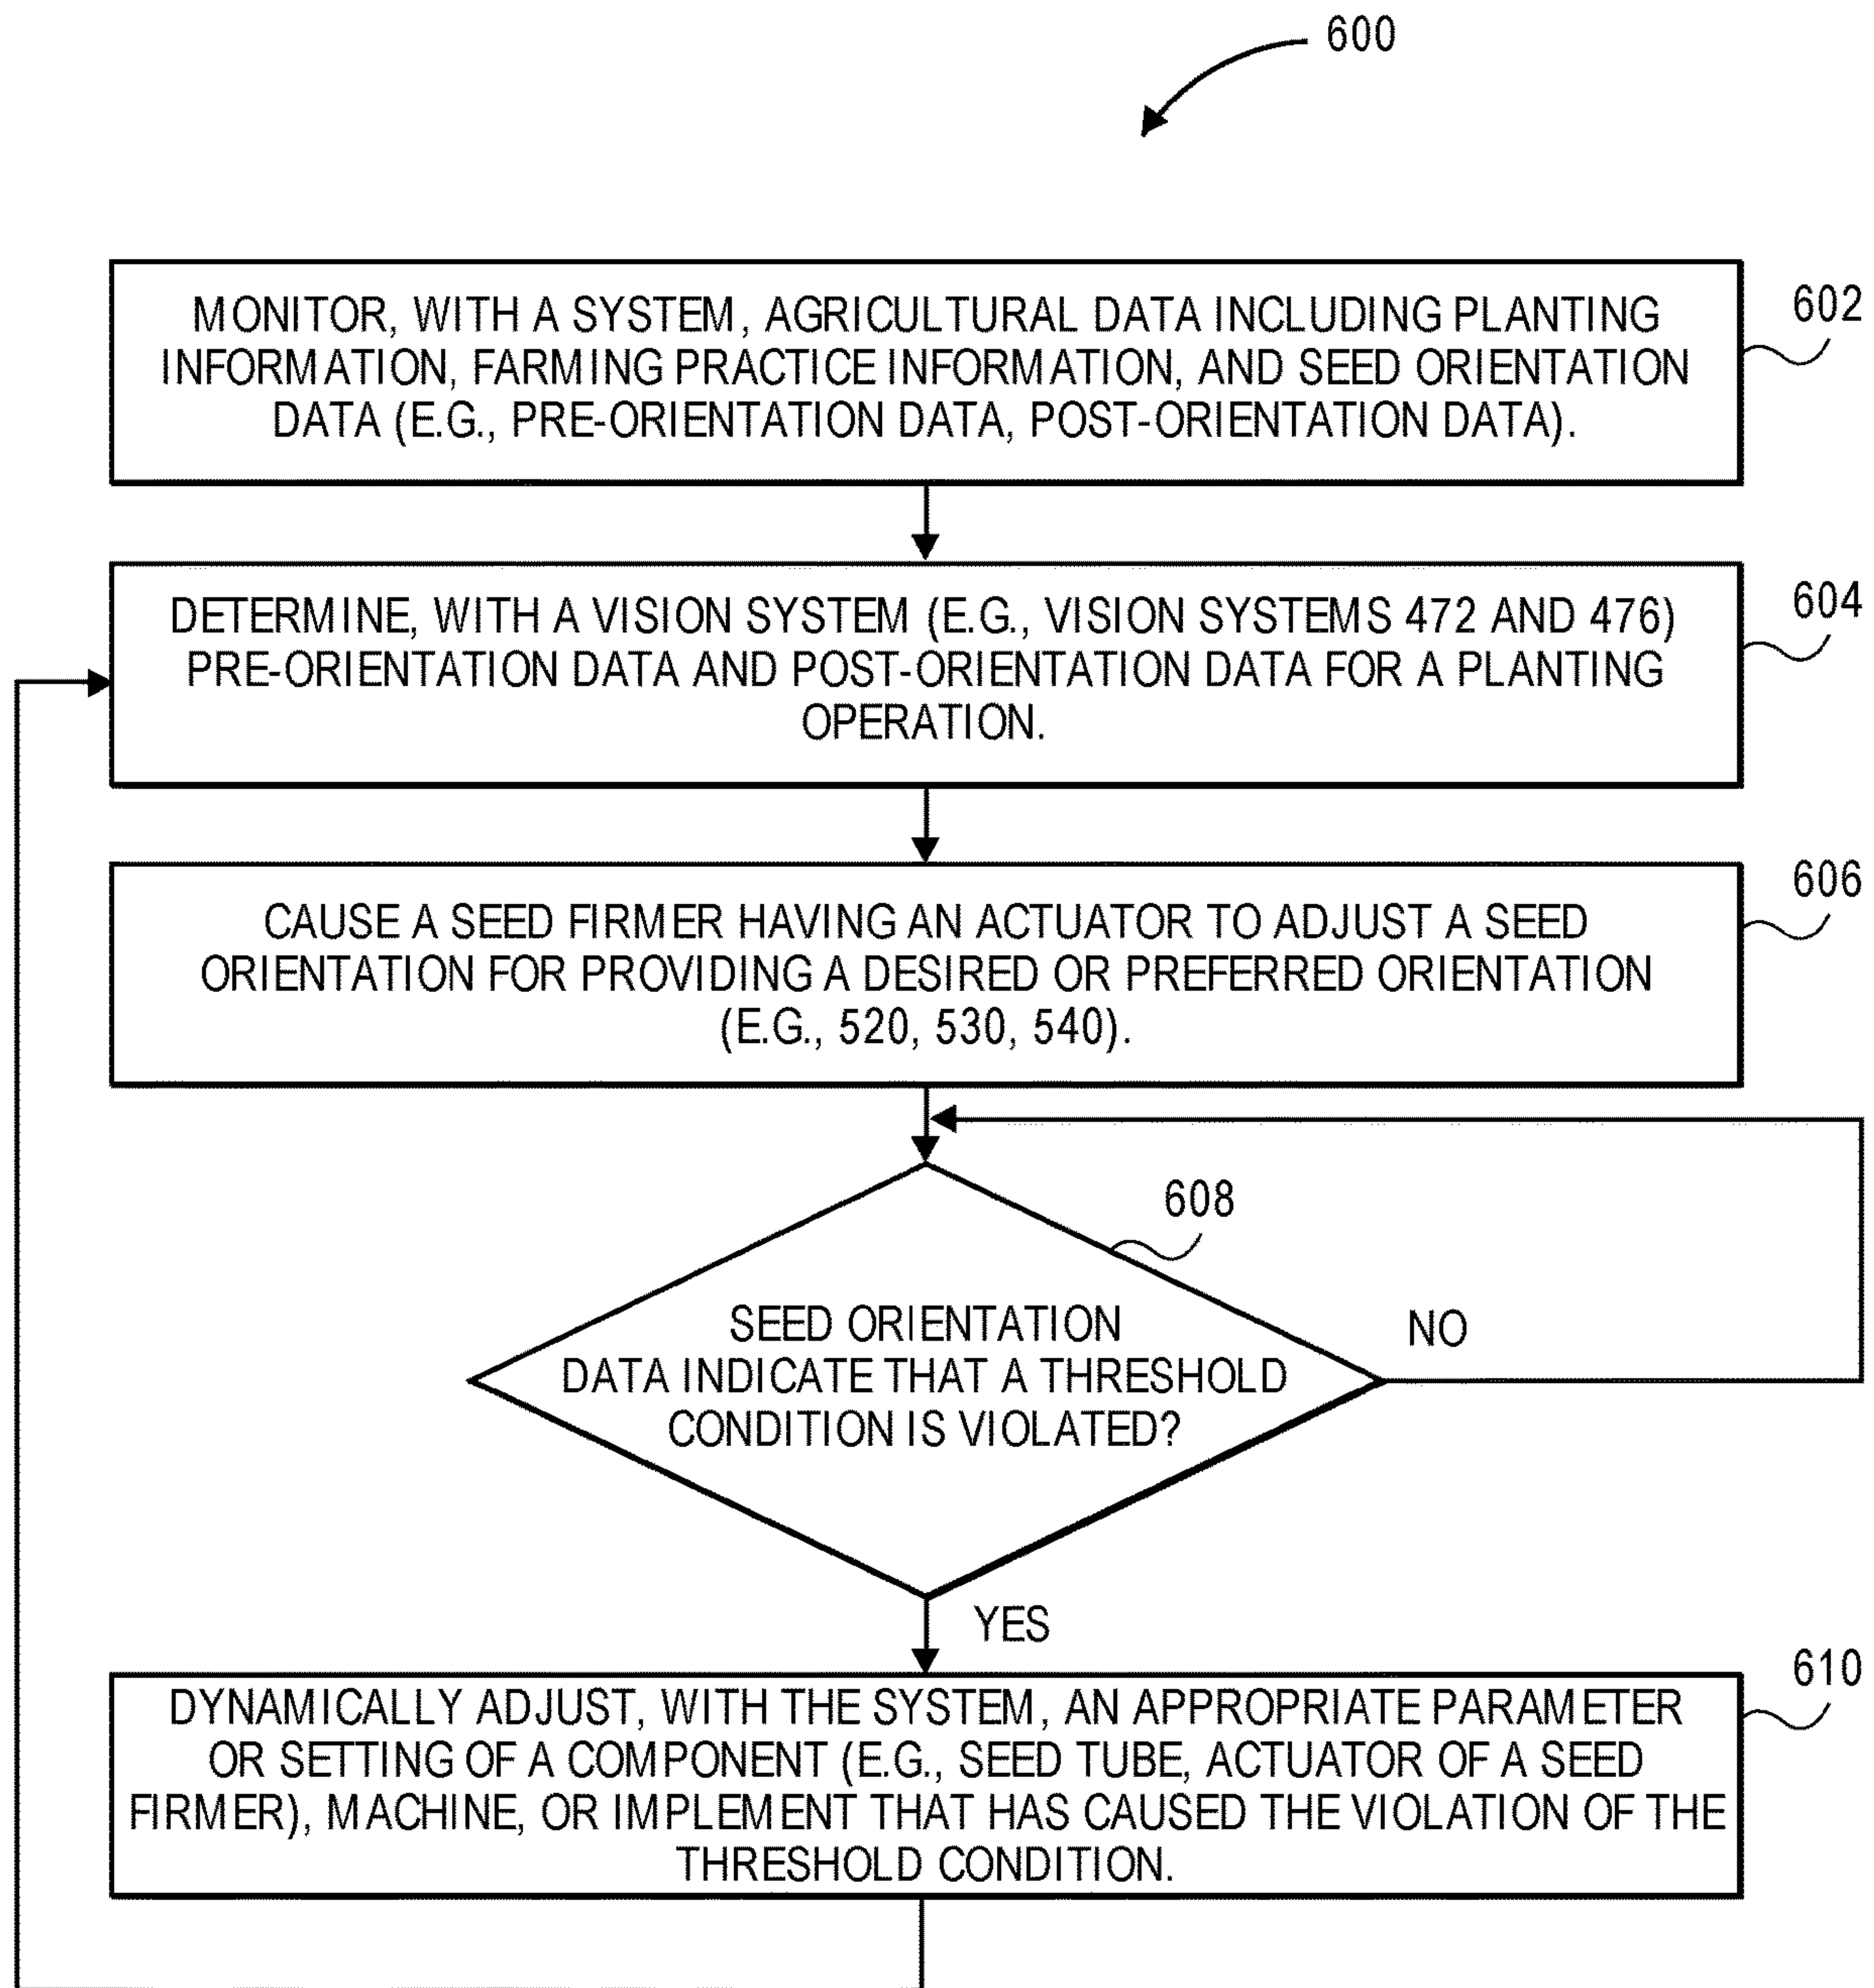 600
MONITOR, WITH A SYSTEM, AGRICULTURAL DATA INCLUDING PLANTING
INFORMATION, FARMING PRACTICE INFORMATION, AND SEED ORIENTATION
DATA (E.G., PRE-ORIENTATION DATA, POST-ORIENTATION DATA).
602
DETERMINE, WITH A VISION SYSTEM (E.G., VISION SYSTEMS 472 AND 476)
PRE-ORIENTATION DATA AND POST-ORIENTATION DATA FOR A PLANTING
OPERATION.
604
CAUSE A SEED FIRMER HAVING AN ACTUATOR TO ADJUST A SEED
ORIENTATION FOR PROVIDING A DESIRED OR PREFERRED ORIENTATION
(E.G., 520, 530, 540).
606
608
SEED ORIENTATION
DATA INDICATE THAT A THRESHOLD
CONDITION IS VIOLATED?
NO
YES
DYNAMICALLY ADJUST, WITH THE SYSTEM, AN APPROPRIATE PARAMETER
OR SETTING OF A COMPONENT (E.G., SEED TUBE, ACTUATOR OF A SEED
FIRMER), MACHINE, OR IMPLEMENT THAT HAS CAUSED THE VIOLATION OF THE
THRESHOLD CONDITION.
610